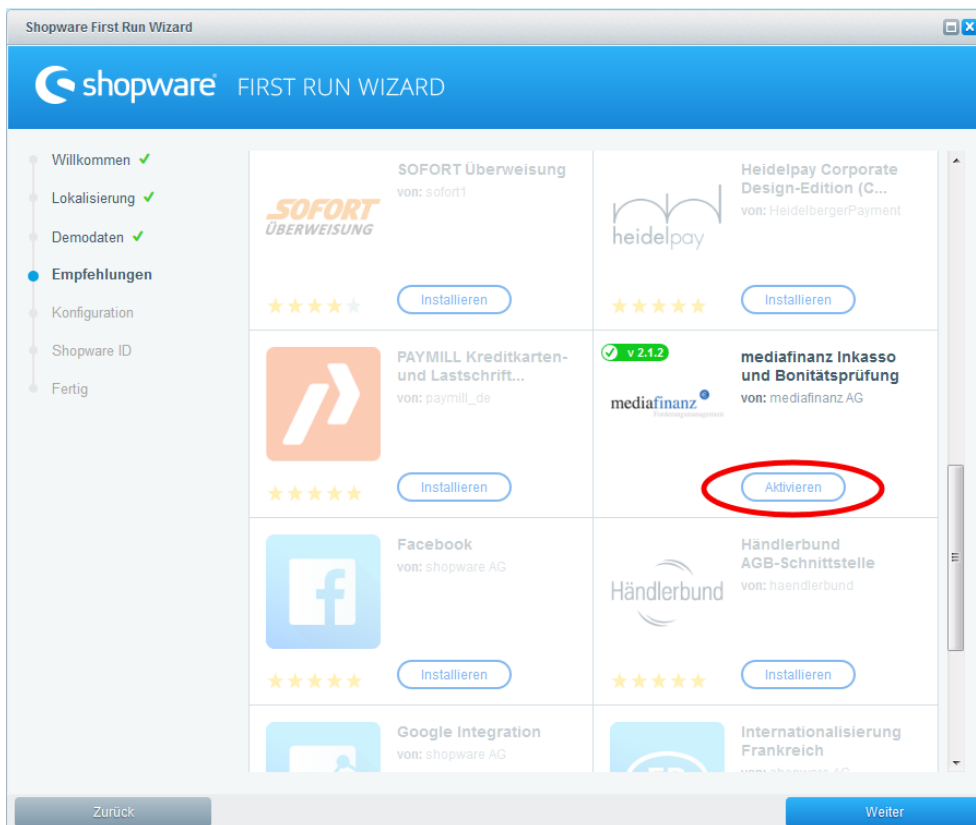 Shopware First Run Wizard
shopware FIRST RUN WIZARD
Willkommen
Lokalisierung
Demodaten
Empfehlungen
Konfiguration
Shopware ID
Fertig
SOFORT ÜBERWEISUNG
SOFORT Überweisung
von: sofort1
Installieren
heidelpay
Heidelpay Corporate
Design-Edition (C...
von: HeidelbergerPayment
Installieren
PAYMILL Kreditkarten-
und Lastschrift...
von: paymill_de
Installieren
v 2.1.2
mediafinanz
Forderungsmanagement
mediafinanz Inkasso
und Bonitätsprüfung
von: mediafinanz AG
Aktivieren
Facebook
von: shopware AG
Installieren
Händlerbund
Händlerbund
AGB-Schnittstelle
von: haendlerbund
Installieren
Google Integration
von: shopware AG
Internationalisierung
Frankreich
Zurück
Weiter